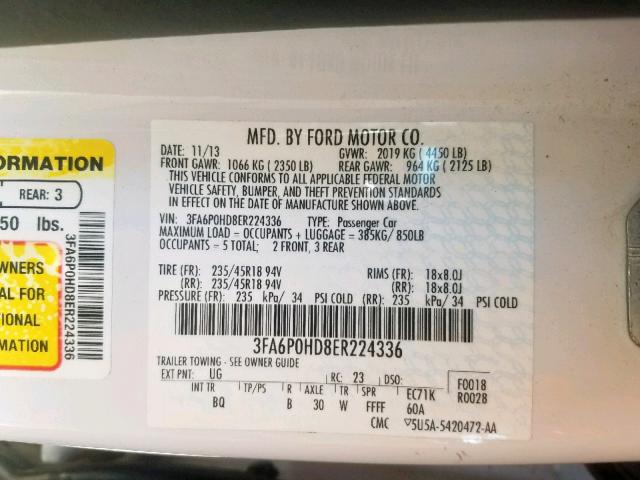 MFD. BY FORD MOTOR CO.
DATE: 11/13 GVWR: 2019 KG ( 4450 LB)
FRONT GAWR: 1066 KG ( 2350 LB) REAR GAWR: 964 KG ( 2125 LB)
THIS VEHICLE CONFORMS TO ALL APPLICABLE FEDERAL MOTOR
VEHICLE SAFETY, BUMPER, AND THEFT PREVENTION STANDARDS
IN EFFECT ON THE DATE OF MANUFACTURE SHOWN ABOVE.
VIN: 3FA6P0HD8ER224336 TYPE: Passenger Car
MAXIMUM LOAD = OCCUPANTS + LUGGAGE = 385KG/ 850LB
OCCUPANTS = 5 TOTAL: 2 FRONT, 3 REAR
TIRE (FR): 235/45R18 94V RIMS (FR): 18x8.0J
(RR): 235/45R18 94V (RR): 18x8.0J
PRESSURE (FR): 235 kPa/ 34 PSI COLD (RR): 235 kPa/ 34 PSI COLD
3FA6P0HD8ER224336
TRAILER TOWING - SEE OWNER GUIDE
EXT PNT: UG RC: 23 DSO: F0018
INT TR TP/PS R AXLE TR SPR EC71K R0028
BQ B 30 W FFFF 60A
CMC ▽5U5A-5420472-AA
FORMATION
REAR: 3
50 lbs.
WNERS
AL FOR
TIONAL
MATION
3FA6P0HD8ER224336